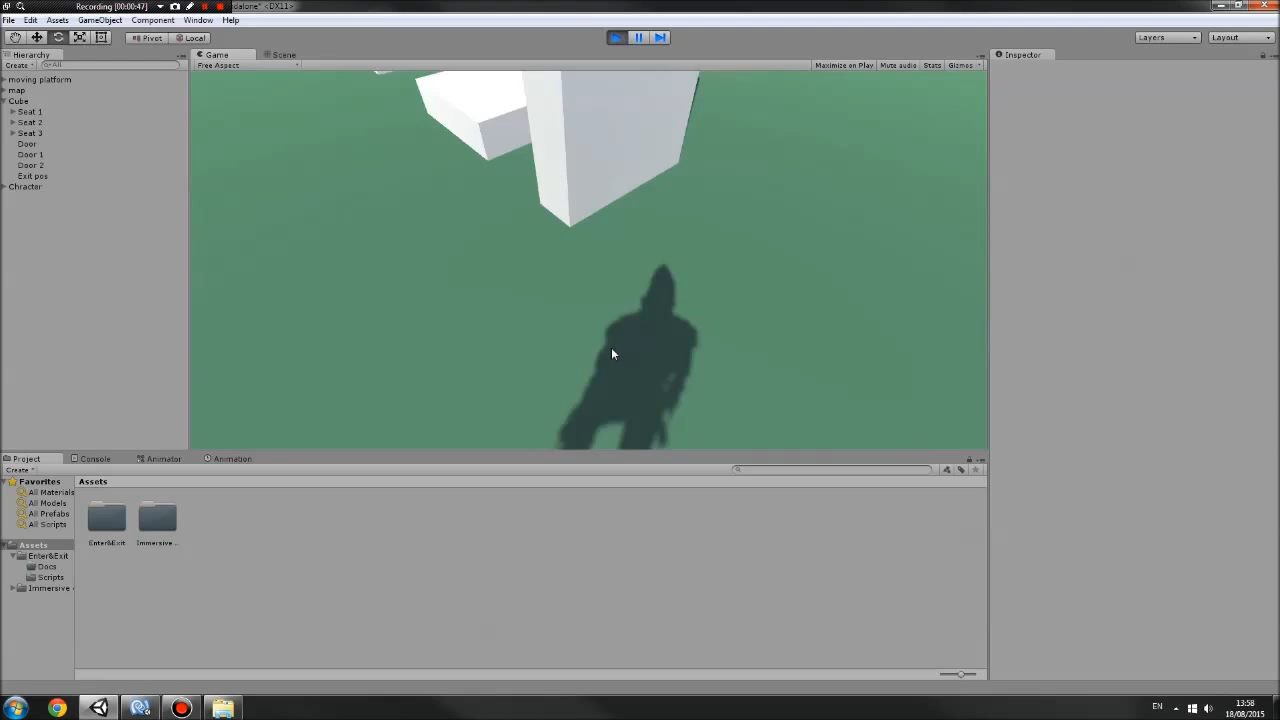 Recording [00:00:47]
dalone* <DX11>
File Edit Assets GameObject Component Window Help
Pivot Local
Layers Layout
Hierarchy
Create All
moving platform
map
Cube
Seat 1
Seat 2
Seat 3
Door
Door 1
Door 2
Exit pos
Chracter
Game Scene
Free Aspect
Maximize on Play Mute audio Stats Gizmos
Inspector
Project Console Animator Animation
Create
Favorites
All Materials
All Models
All Prefabs
All Scripts
Assets
Enter&Exit
Docs
Scripts
Immersive
Assets
Enter&Exit Immersive...
EN
13:58
18/08/2015